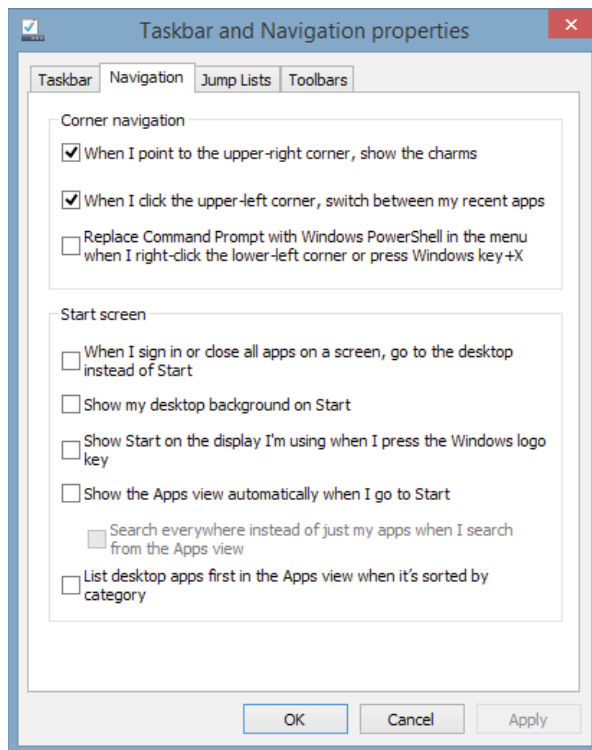 Taskbar and Navigation properties
Taskbar
Navigation
Jump Lists
Toolbars
Corner navigation
When I point to the upper-right corner, show the charms
When I click the upper-left corner, switch between my recent apps
Replace Command Prompt with Windows PowerShell in the menu
when I right-click the lower-left corner or press Windows key+X
Start screen
When I sign in or close all apps on a screen, go to the desktop
instead of Start
Show my desktop background on Start
Show Start on the display I'm using when I press the Windows logo
key
Show the Apps view automatically when I go to Start
Search everywhere instead of just my apps when I search
from the Apps view
List desktop apps first in the Apps view when it's sorted by
category
OK
Cancel
Apply